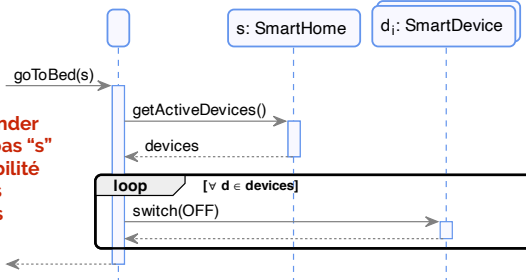 s: SmartHome
di: SmartDevice
goToBed(s)
getActiveDevices()
nder
pas “s”
bilité
s
s
devices
loop [∀ d ∈ devices]
switch(OFF)